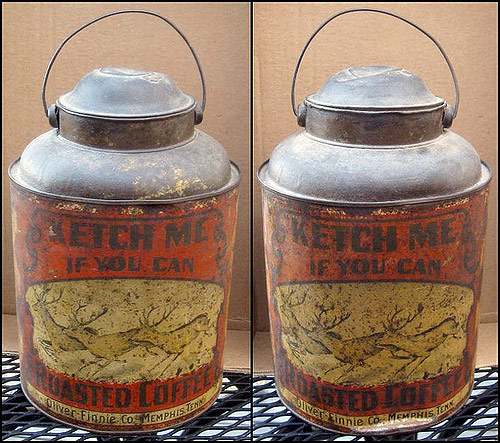 KETCH ME
IF YOU CAN
ROASTED COFFEE
Oliver-Finnie Co. MEMPHIS TENN.
KETCH ME
IF YOU CAN
ROASTED COFFEE
Oliver-Finnie Co. MEMPHIS TENN.